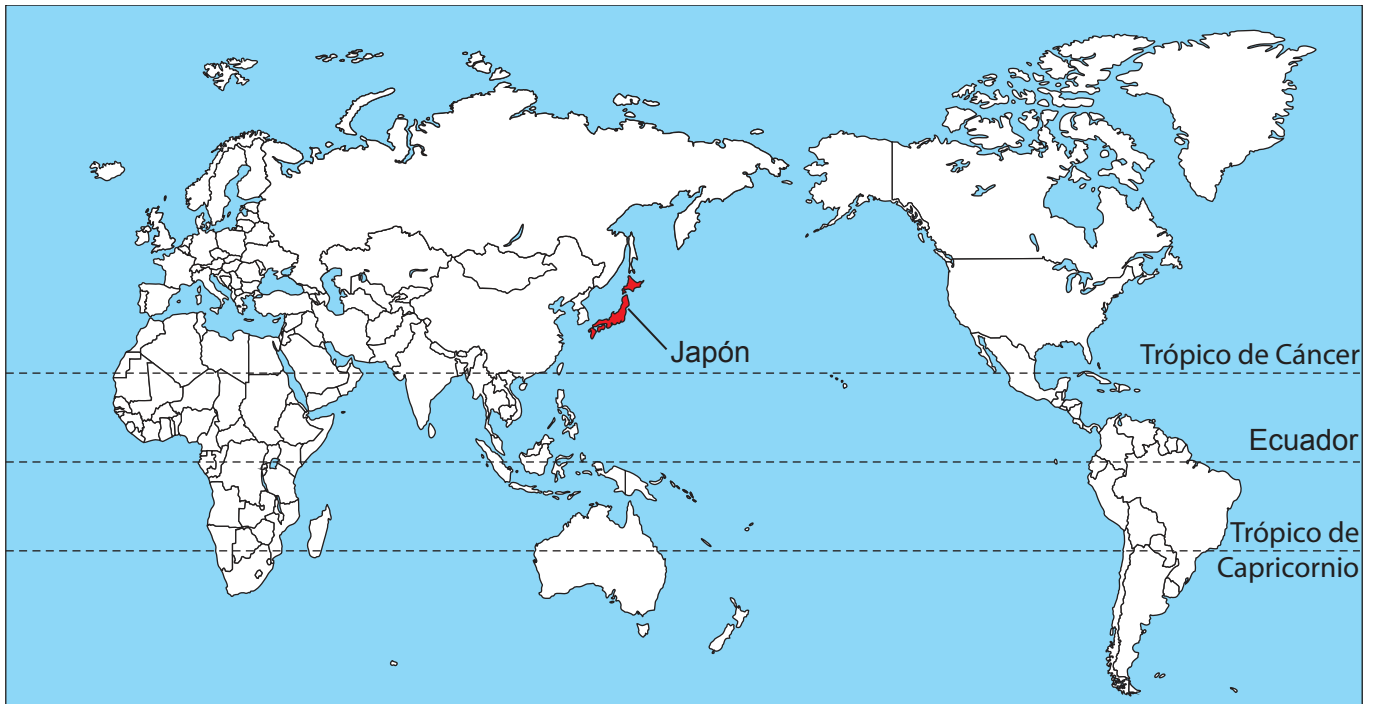 Japón
Trópico de Cáncer
Ecuador
Trópico de
Capricornio